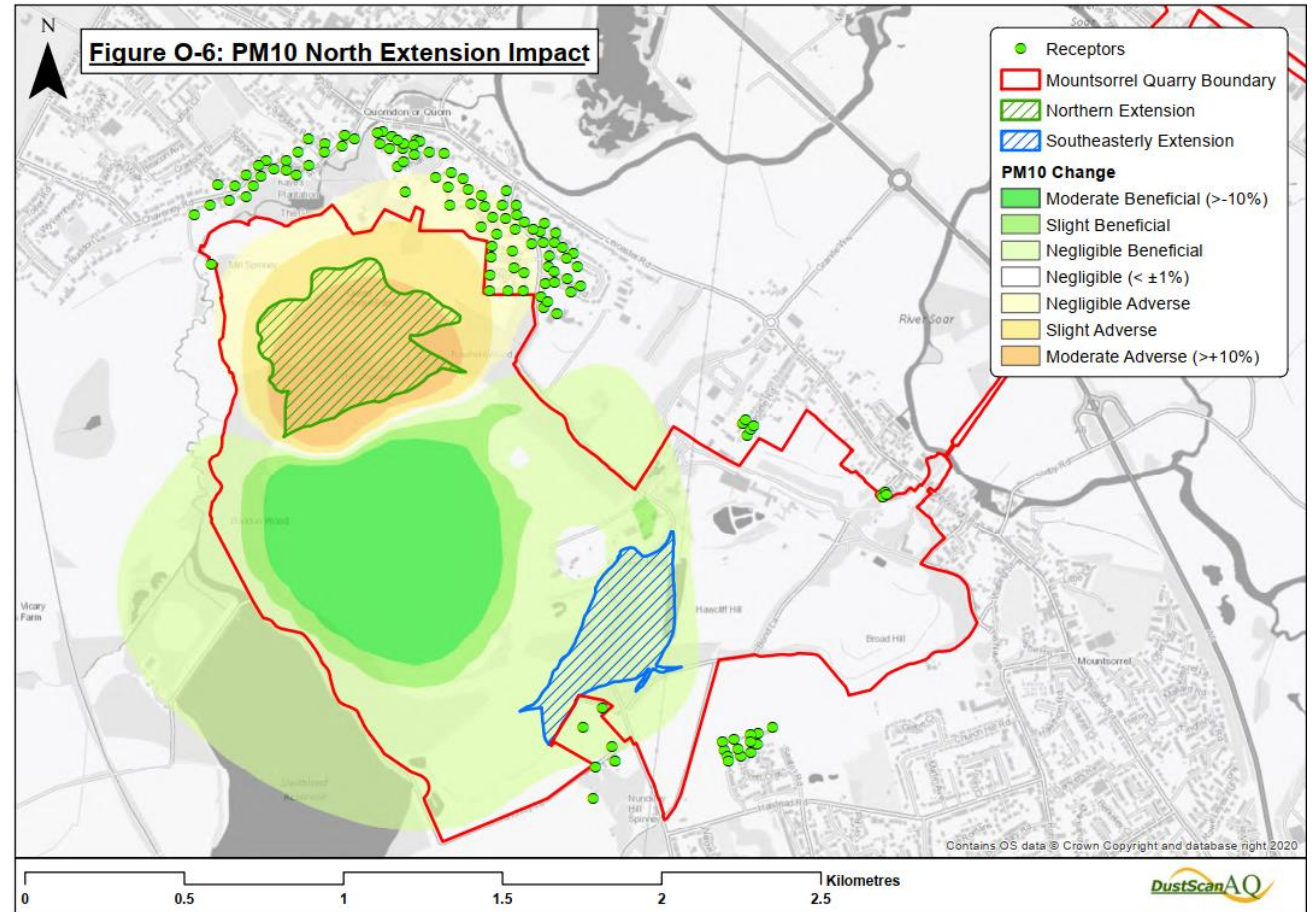 N
Figure O-6: PM10 North Extension Impact
Receptors
Mountsorrel Quarry Boundary
Northern Extension
Southeasterly Extension
PM10 Change
Moderate Beneficial (>-10%)
Slight Beneficial
Negligible Beneficial
Negligible (< ±1%)
Negligible Adverse
Slight Adverse
Moderate Adverse (>+10%)
Quorndon or Quorn
Plantation
River Soar
Buddon Wood
Vicary
Farm
Hawcliff Hill
Broad Hill
Mountsorrel
Nunckley
Hill
Spinney
Contains OS data © Crown Copyright and database right 2020
Kilometres
0 0.5 1 1.5 2 2.5
DustScanAQ